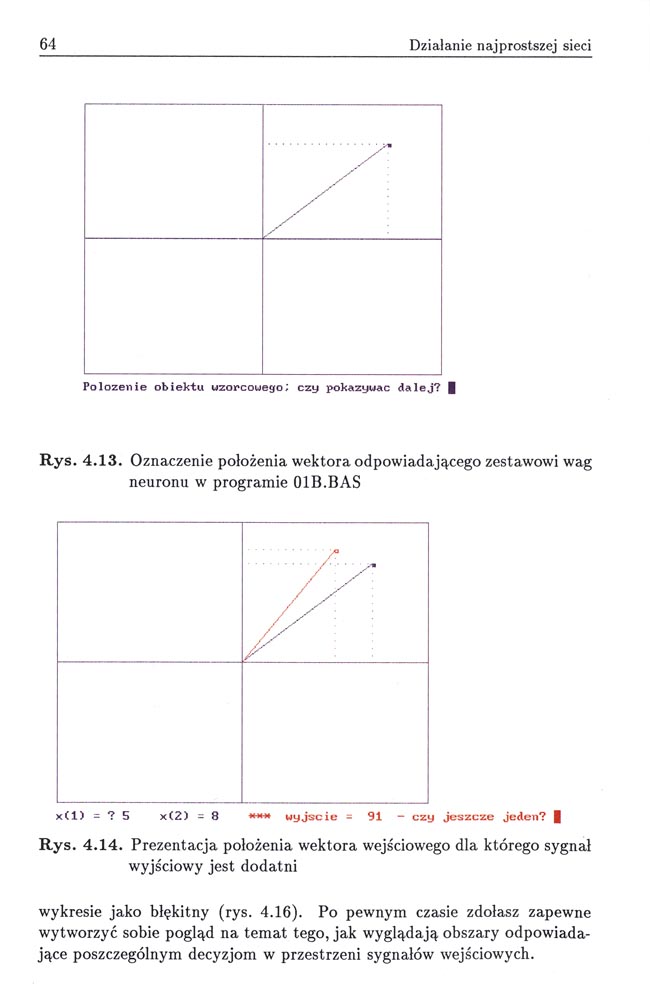 64
Działanie najprostszej sieci
Polozenie obiektu wzorcowego; czy pokazywac dalej?
Rys. 4.13. Oznaczenie położenia wektora odpowiadającego zestawowi wag
neuronu w programie 01B.BAS
x(1) = ? 5 x(2) = 8 *** wyjscie = 91 - czy jeszcze jeden?
Rys. 4.14. Prezentacja położenia wektora wejściowego dla którego sygnał
wyjściowy jest dodatni
wykresie jako błękitny (rys. 4.16). Po pewnym czasie zdołasz zapewne
wytworzyć sobie pogląd na temat tego, jak wyglądają obszary odpowiada-
jące poszczególnym decyzjom w przestrzeni sygnałów wejściowych.